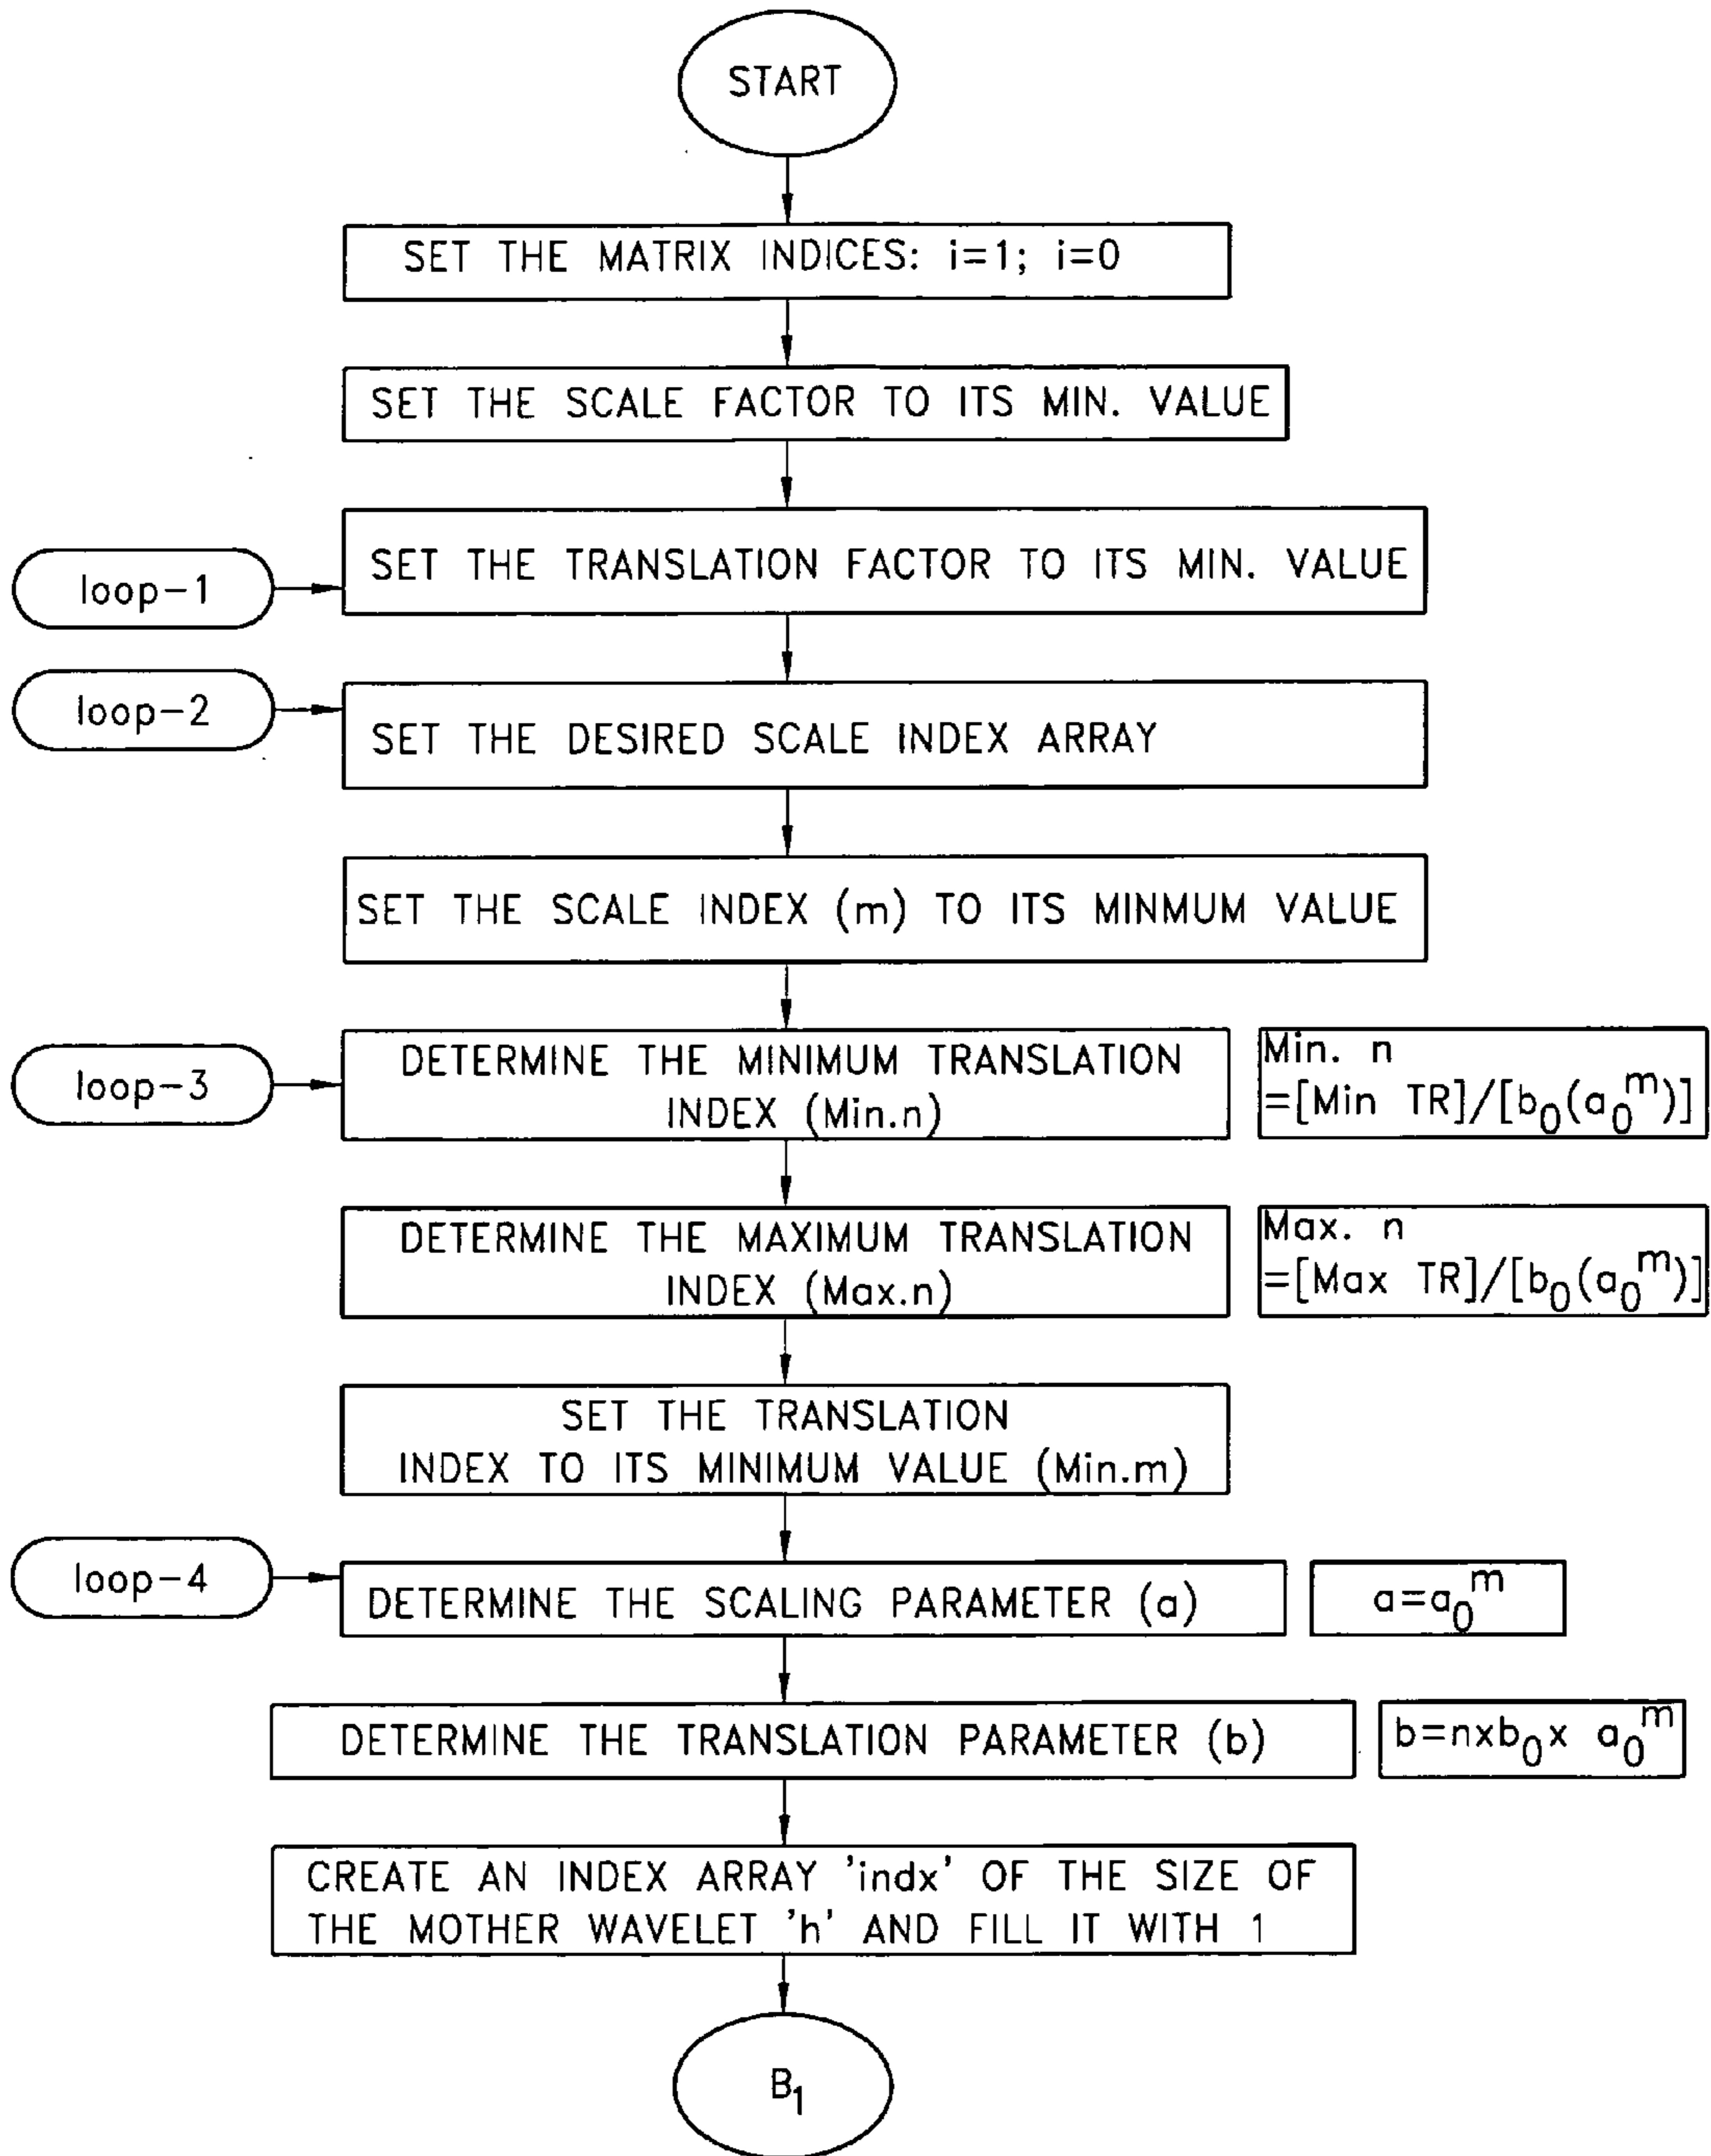 START
SET THE MATRIX INDICES: i=1; i=0
SET THE SCALE FACTOR TO ITS MIN. VALUE
SET THE TRANSLATION FACTOR TO ITS MIN. VALUE
loop-1
loop-2
SET THE DESIRED SCALE INDEX ARRAY
SET THE SCALE INDEX (m) TO ITS MINMUM VALUE
loop-3
DETERMINE THE MINIMUM TRANSLATION
INDEX (Min.n)
Min. n
=[Min TR]/[b₀(a₀ᵐ)]
DETERMINE THE MAXIMUM TRANSLATION
INDEX (Max.n)
Max. n
=[Max TR]/[b₀(a₀ᵐ)]
SET THE TRANSLATION
INDEX TO ITS MINIMUM VALUE (Min.m)
loop-4
DETERMINE THE SCALING PARAMETER (a)
a=a₀ᵐ
DETERMINE THE TRANSLATION PARAMETER (b)
b=nxb₀x a₀ᵐ
CREATE AN INDEX ARRAY 'indx' OF THE SIZE OF
THE MOTHER WAVELET 'h' AND FILL IT WITH 1
B₁